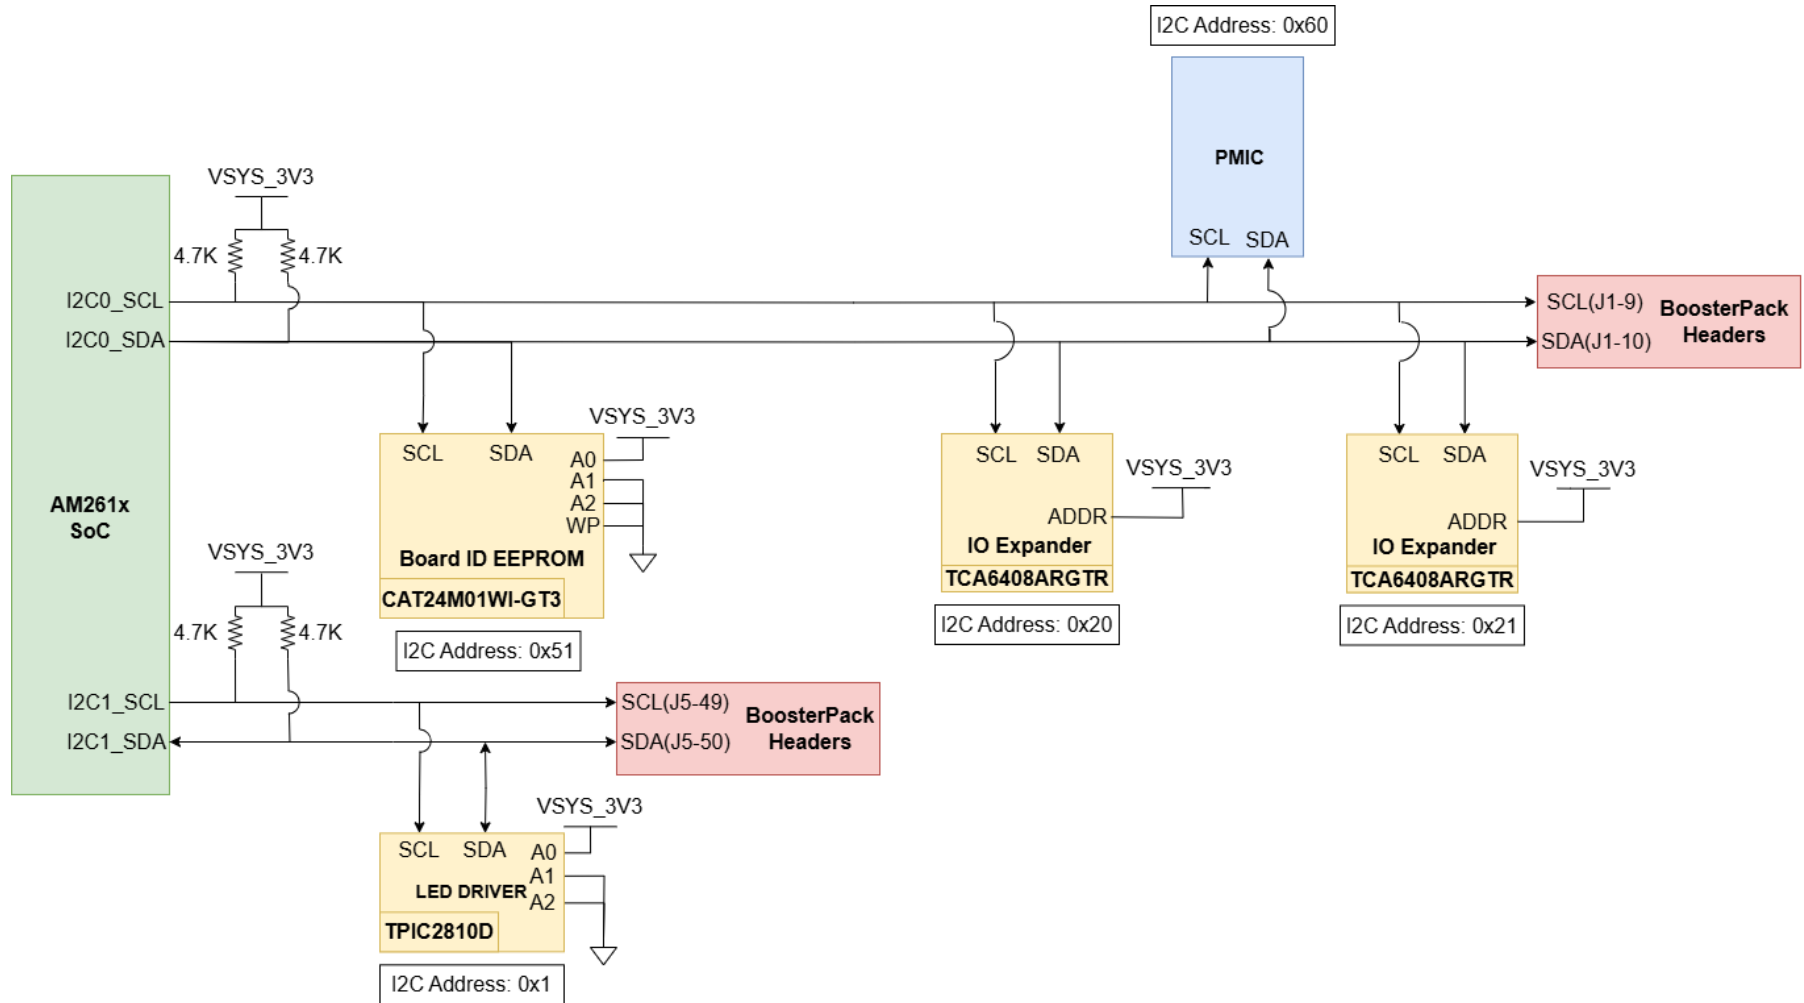 I2C Address: 0x60
PMIC
SCL SDA
VSYS_3V3
4.7K 4.7K
I2C0_SCL
I2C0_SDA
SCL(J1-9)
SDA(J1-10)
BoosterPack
Headers
AM261x
SoC
SCL SDA
VSYS_3V3
A0
A1
A2
WP
Board ID EEPROM
CAT24M01WI-GT3
I2C Address: 0x51
SCL SDA
VSYS_3V3
ADDR
IO Expander
TCA6408ARGTR
I2C Address: 0x20
SCL SDA
VSYS_3V3
ADDR
IO Expander
TCA6408ARGTR
I2C Address: 0x21
VSYS_3V3
4.7K 4.7K
I2C1_SCL
I2C1_SDA
SCL(J5-49)
SDA(J5-50)
BoosterPack
Headers
VSYS_3V3
SCL SDA
A0
A1
A2
LED DRIVER
TPIC2810D
I2C Address: 0x1